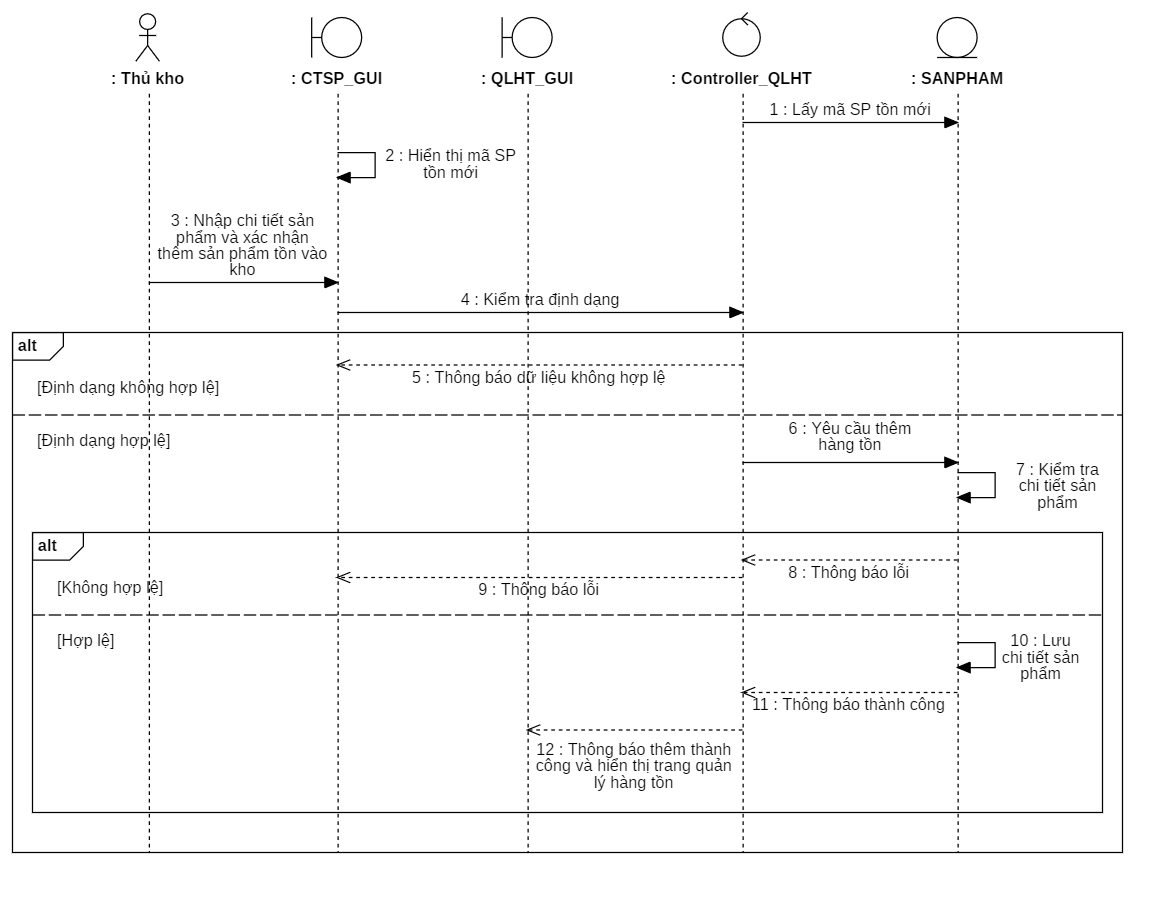 : Thủ kho
: CTSP_GUI
: QLHT_GUI
: Controller_QLHT
: SANPHAM
1 : Lấy mã SP tồn mới
2 : Hiển thị mã SP
tồn mới
3 : Nhập chi tiết sản
phẩm và xác nhận
thêm sản phẩm tồn vào
kho
4 : Kiểm tra định dạng
alt
5 : Thông báo dữ liệu không hợp lệ
[Định dạng không hợp lệ]
[Định dạng hợp lệ]
6 : Yêu cầu thêm
hàng tồn
7 : Kiểm tra
chi tiết sản
phẩm
alt
8 : Thông báo lỗi
9 : Thông báo lỗi
[Không hợp lệ]
[Hợp lệ]
10 : Lưu
chi tiết sản
phẩm
11 : Thông báo thành công
12 : Thông báo thêm thành
công và hiển thị trang quản
lý hàng tồn